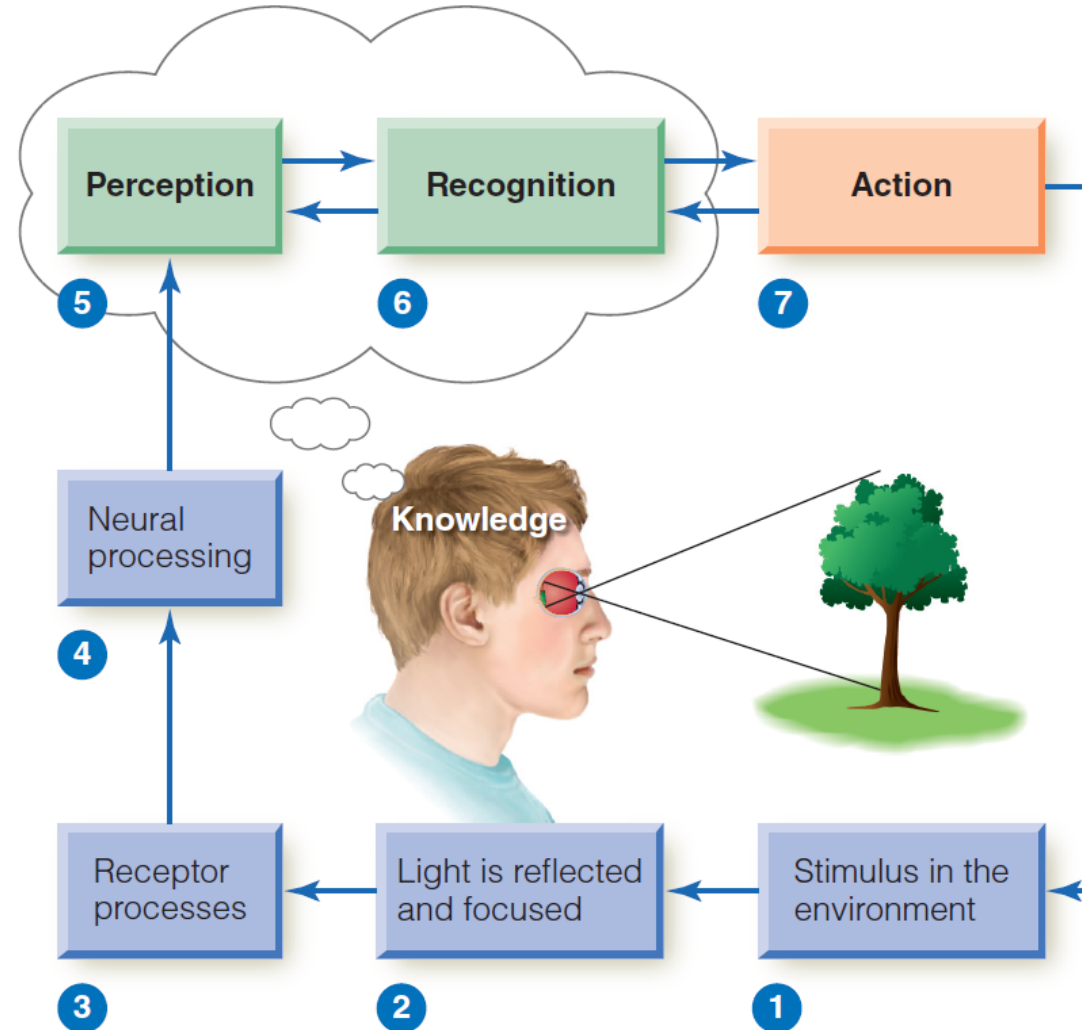 Perception
Recognition
Action
5
6
7
Neural
processing
Knowledge
4
Receptor
processes
Light is reflected
and focused
Stimulus in the
environment
3
2
1